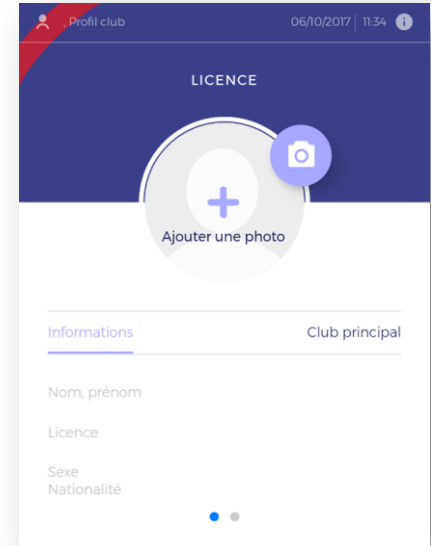 , Profil club 06/10/2017 | 11:34 i
LICENCE
Ajouter une photo
Informations Club principal
Nom, prénom
Licence
Sexe
Nationalité